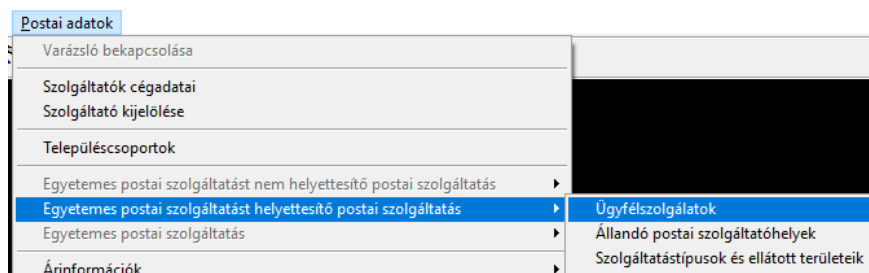 Postai adatok
Varázsló bekapcsolása
Szolgáltatók cégadatai
Szolgáltató kijelölése
Településcsoportok
Egyetemes postai szolgáltatást nem helyettesítő postai szolgáltatás
Egyetemes postai szolgáltatást helyettesítő postai szolgáltatás
Ügyfélszolgálatok
Egyetemes postai szolgáltatás
Állandó postai szolgáltatóhelyek
Szolgáltatástípusok és ellátott területeik
Árinformációk